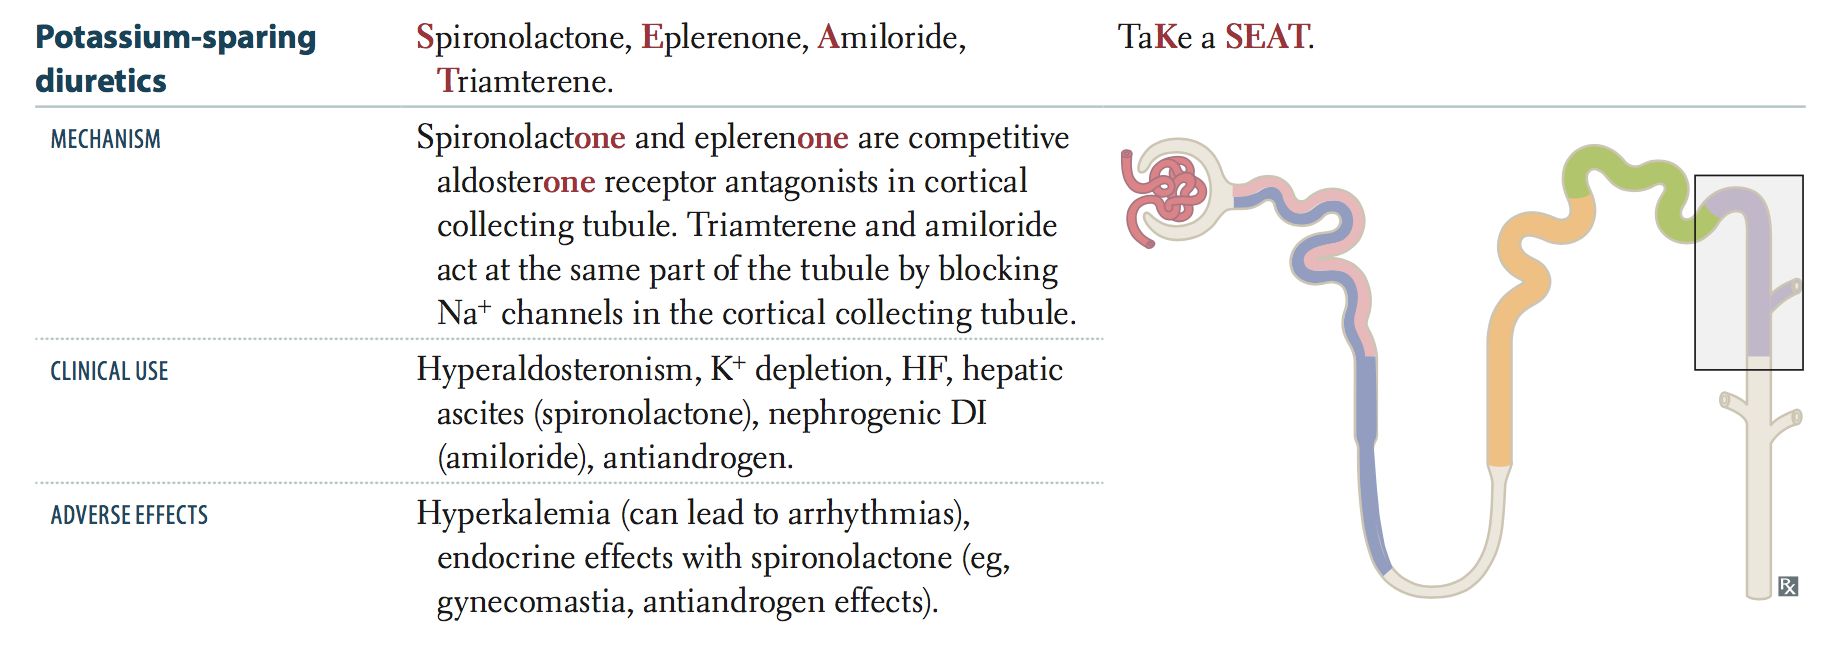 Potassium-sparing
diuretics
Spironolactone, Eplerenone, Amiloride,
Triamterene.
TaKe a SEAT.
MECHANISM
Spironolactone and eplerenone are competitive
aldosterone receptor antagonists in cortical
collecting tubule. Triamterene and amiloride
act at the same part of the tubule by blocking
Na⁺ channels in the cortical collecting tubule.
CLINICAL USE
Hyperaldosteronism, K⁺ depletion, HF, hepatic
ascites (spironolactone), nephrogenic DI
(amiloride), antiandrogen.
ADVERSE EFFECTS
Hyperkalemia (can lead to arrhythmias),
endocrine effects with spironolactone (eg,
gynecomastia, antiandrogen effects).
Rx